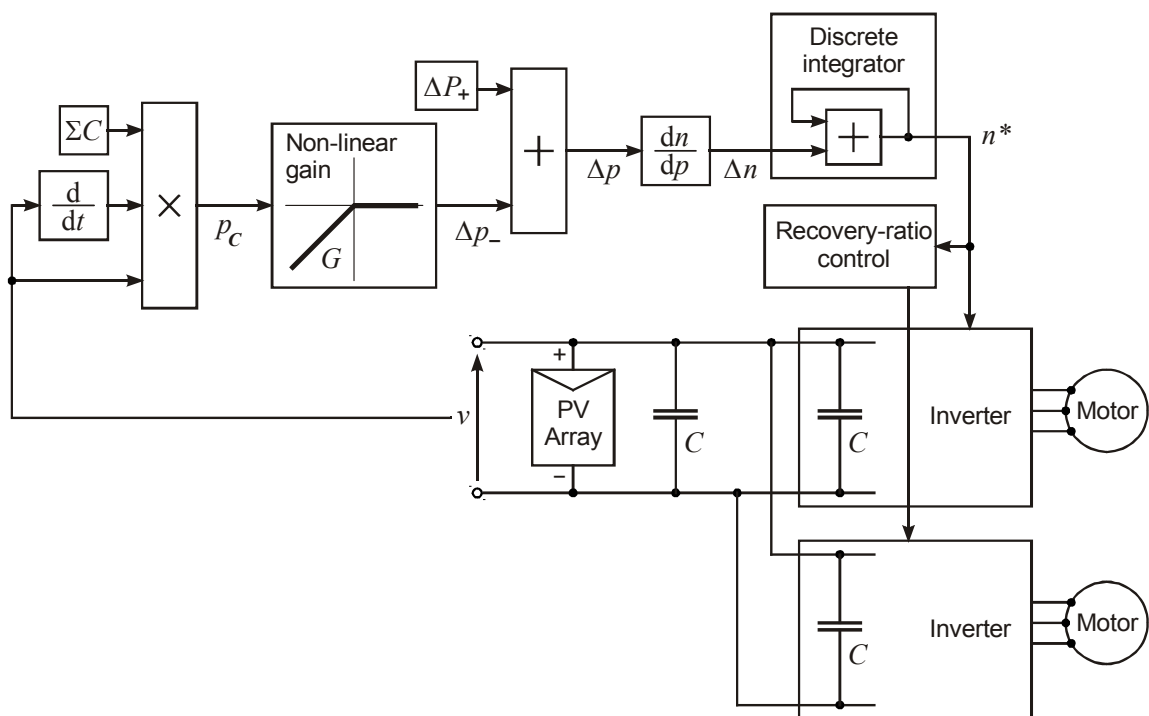 Discrete
integrator
ΔP₊
ΣC
Non-linear
gain
+
+
n*
dn
dp
Δp
Δn
d
dt
×
p_C
G
Δp₋
Recovery-ratio
control
+
PV
Array
−
v
C
C
Inverter
Motor
C
Inverter
Motor